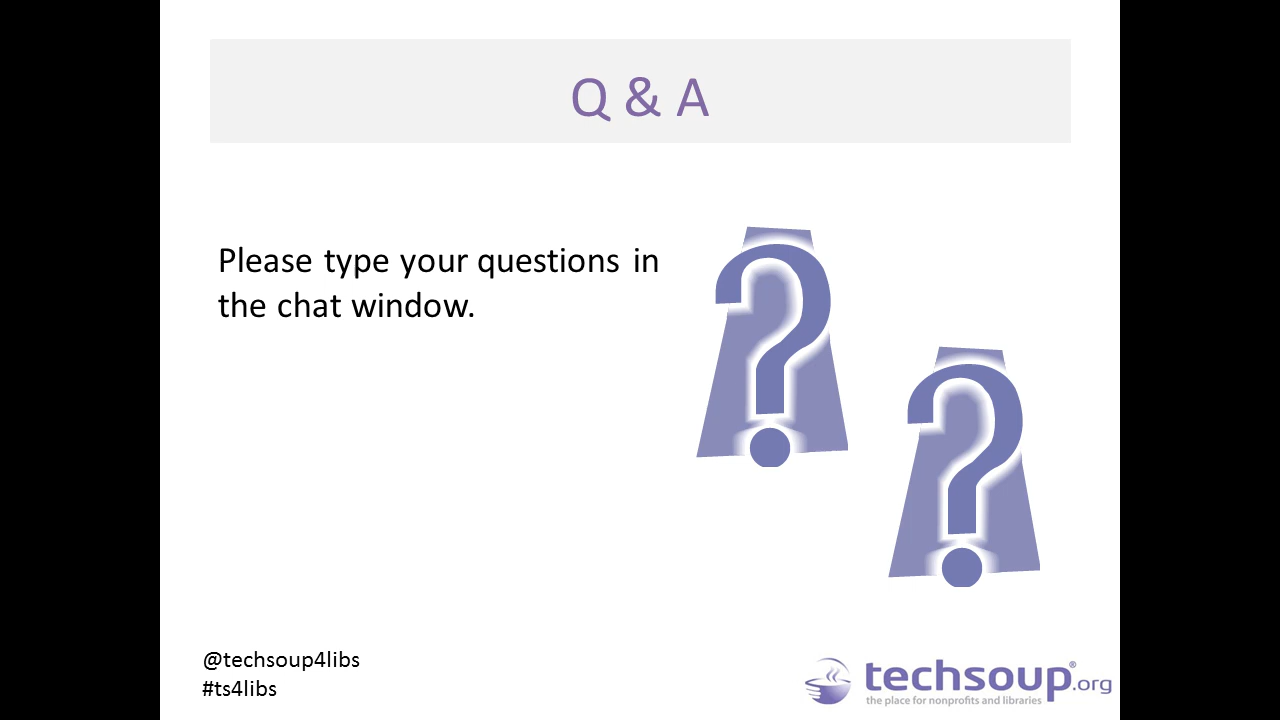 Q & A
Please type your questions in
the chat window.
@techsoup4libs
#ts4libs
techsoup®.org
the place for nonprofits and libraries